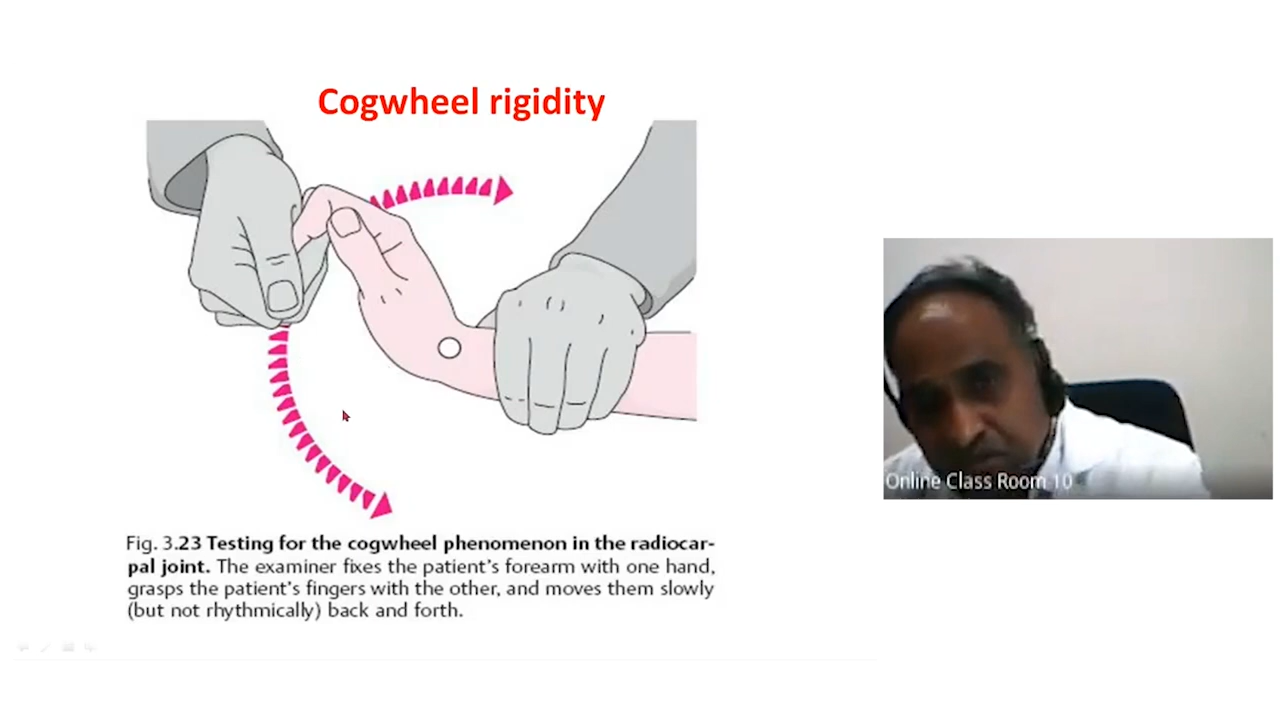 Cogwheel rigidity
Fig. 3.23 Testing for the cogwheel phenomenon in the radiocar-
pal joint. The examiner fixes the patient's forearm with one hand,
grasps the patient's fingers with the other, and moves them slowly
(but not rhythmically) back and forth.
Online Class Room 10